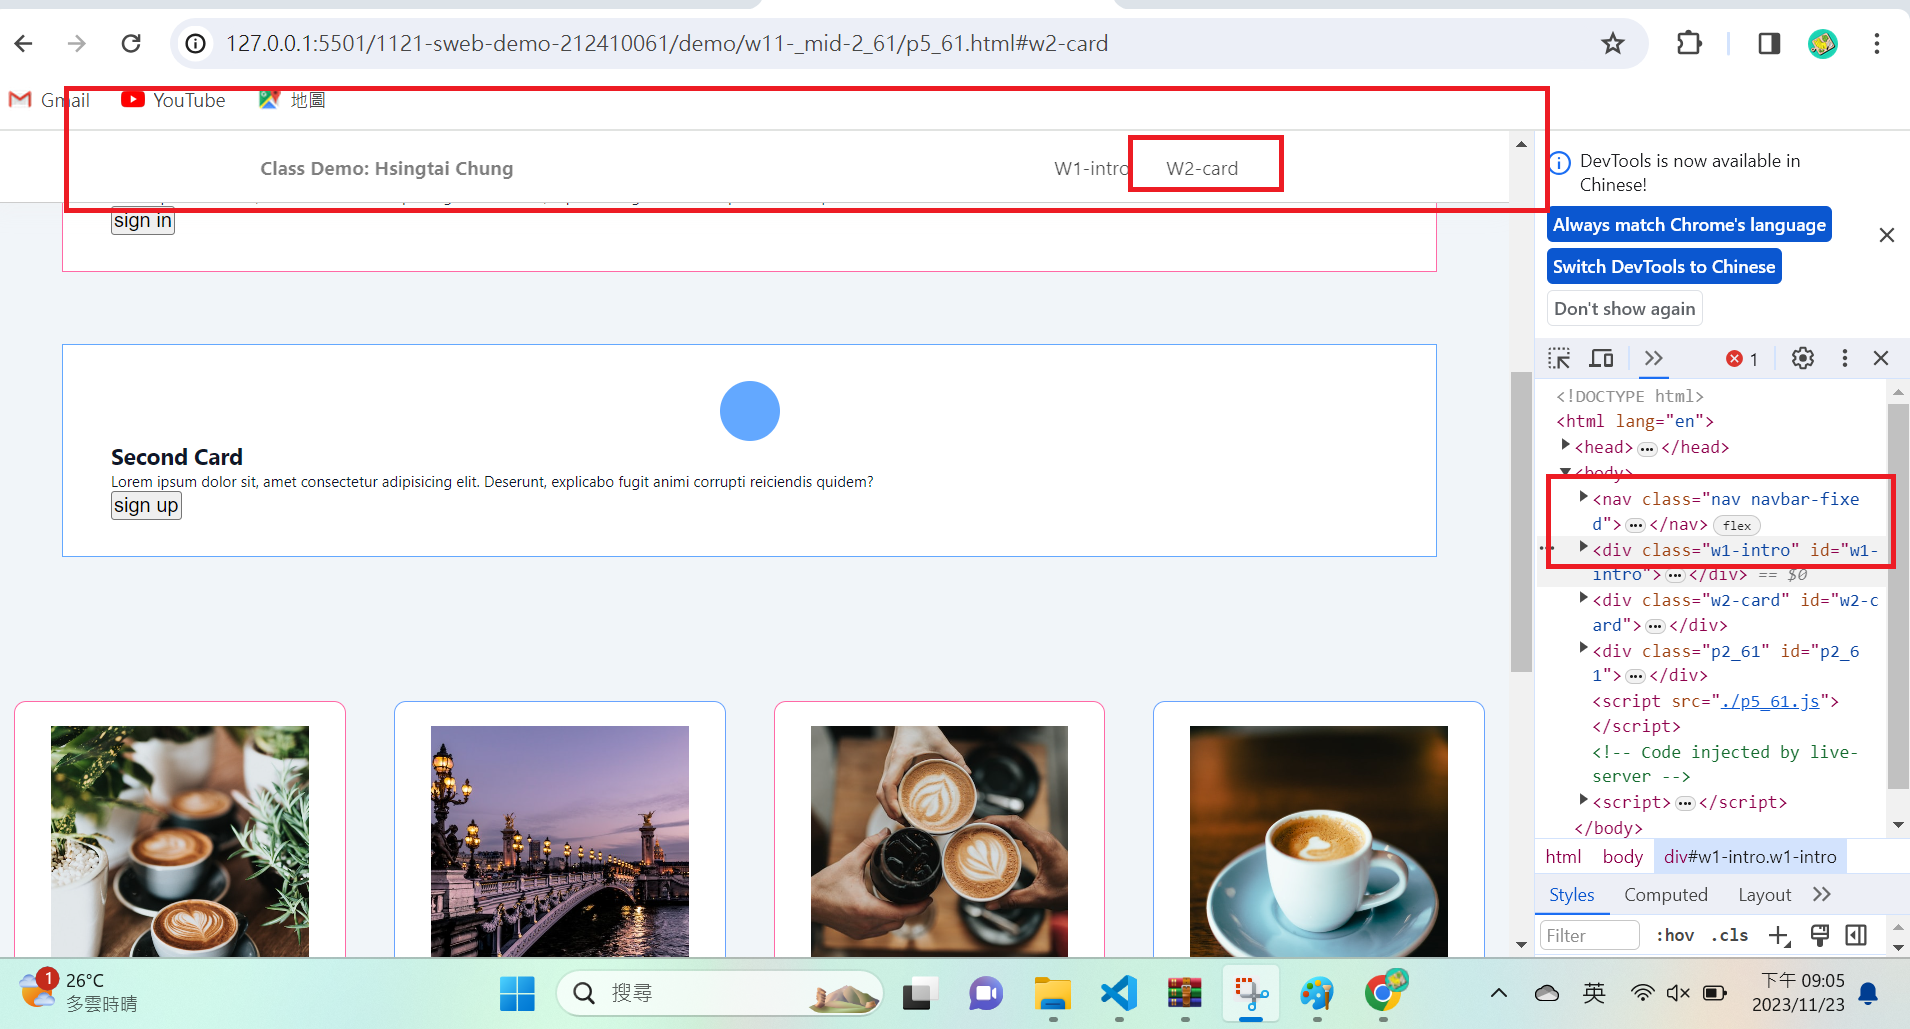 127.0.0.1:5501/1121-sweb-demo-212410061/demo/w11-_mid-2_61/p5_61.html#w2-card
Gmail YouTube 地圖
Class Demo: Hsingtai Chung W1-intro W2-card
sign in
Second Card
Lorem ipsum dolor sit, amet consectetur adipisicing elit. Deserunt, explicabo fugit animi corrupti reiciendis quidem?
sign up
DevTools is now available in
Chinese!
Always match Chrome's language
Switch DevTools to Chinese
Don't show again
1
<!DOCTYPE html>
<html lang="en">
<head> ••• </head>
<body>
<nav class="nav navbar-fixe
d"> ••• </nav> flex
<div class="w1-intro" id="w1-
intro"> ••• </div> == $0
<div class="w2-card" id="w2-c
ard"> ••• </div>
<div class="p2_61" id="p2_6
1"> ••• </div>
<script src="./p5_61.js">
</script>
<!-- Code injected by live-
server -->
<script> ••• </script>
</body>
html body div#w1-intro.w1-intro
Styles Computed Layout
Filter :hov .cls
1
26°C
多雲時晴
搜尋
英
下午 09:05
2023/11/23